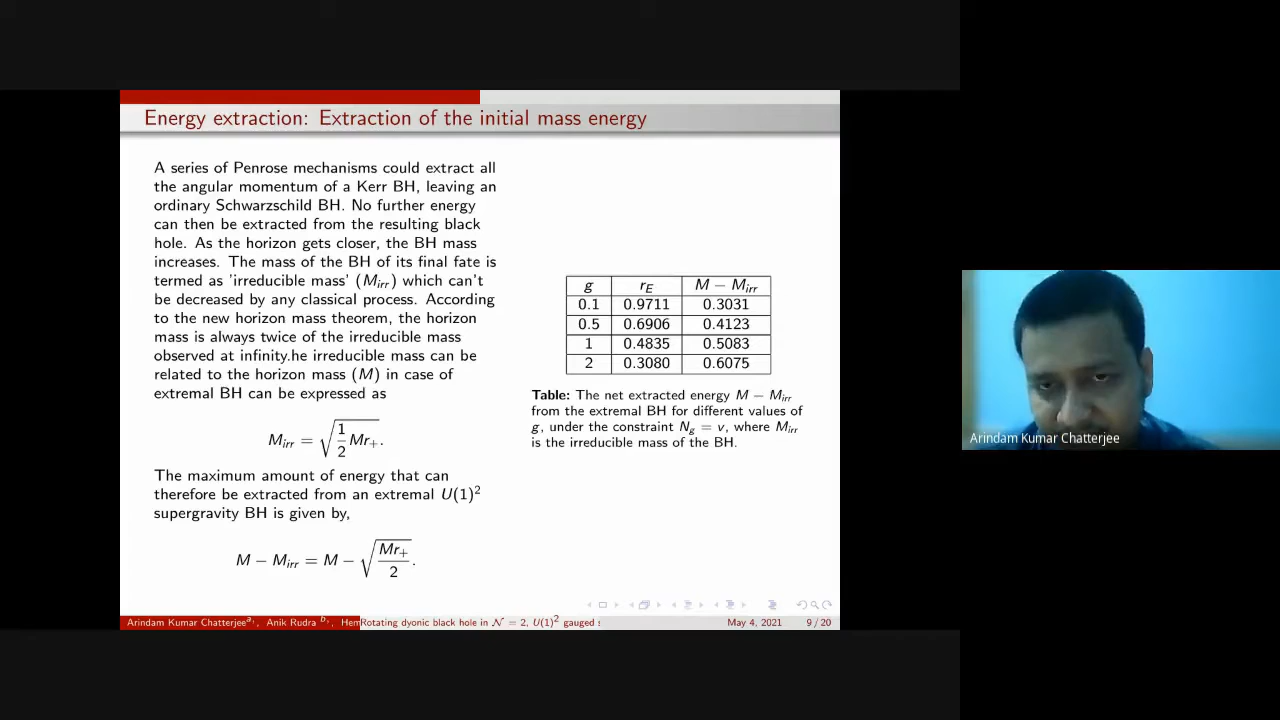 Energy extraction: Extraction of the initial mass energy
A series of Penrose mechanisms could extract all
the angular momentum of a Kerr BH, leaving an
ordinary Schwarzschild BH. No further energy
can then be extracted from the resulting black
hole. As the horizon gets closer, the BH mass
increases. The mass of the BH of its final fate is
termed as 'irreducible mass' (M_irr) which can't
be decreased by any classical process. According
to the new horizon mass theorem, the horizon
mass is always twice of the irreducible mass
observed at infinity.he irreducible mass can be
related to the horizon mass (M) in case of
extremal BH can be expressed as
M_irr = √(1/2 Mr₊).
The maximum amount of energy that can
therefore be extracted from an extremal U(1)²
supergravity BH is given by,
M − M_irr = M − √(Mr₊/2).
g r_E M − M_irr
0.1 0.9711 0.3031
0.5 0.6906 0.4123
1 0.4835 0.5083
2 0.3080 0.6075
Table: The net extracted energy M − M_irr
from the extremal BH for different values of
g, under the constraint N_g = v, where M_irr
is the irreducible mass of the BH.
Arindam Kumar Chatterjee^a, , Anik Rudra ^b, , Hem
Rotating dyonic black hole in 𝒩 = 2, U(1)² gauged s
May 4, 2021 9 / 20
Arindam Kumar Chatterjee